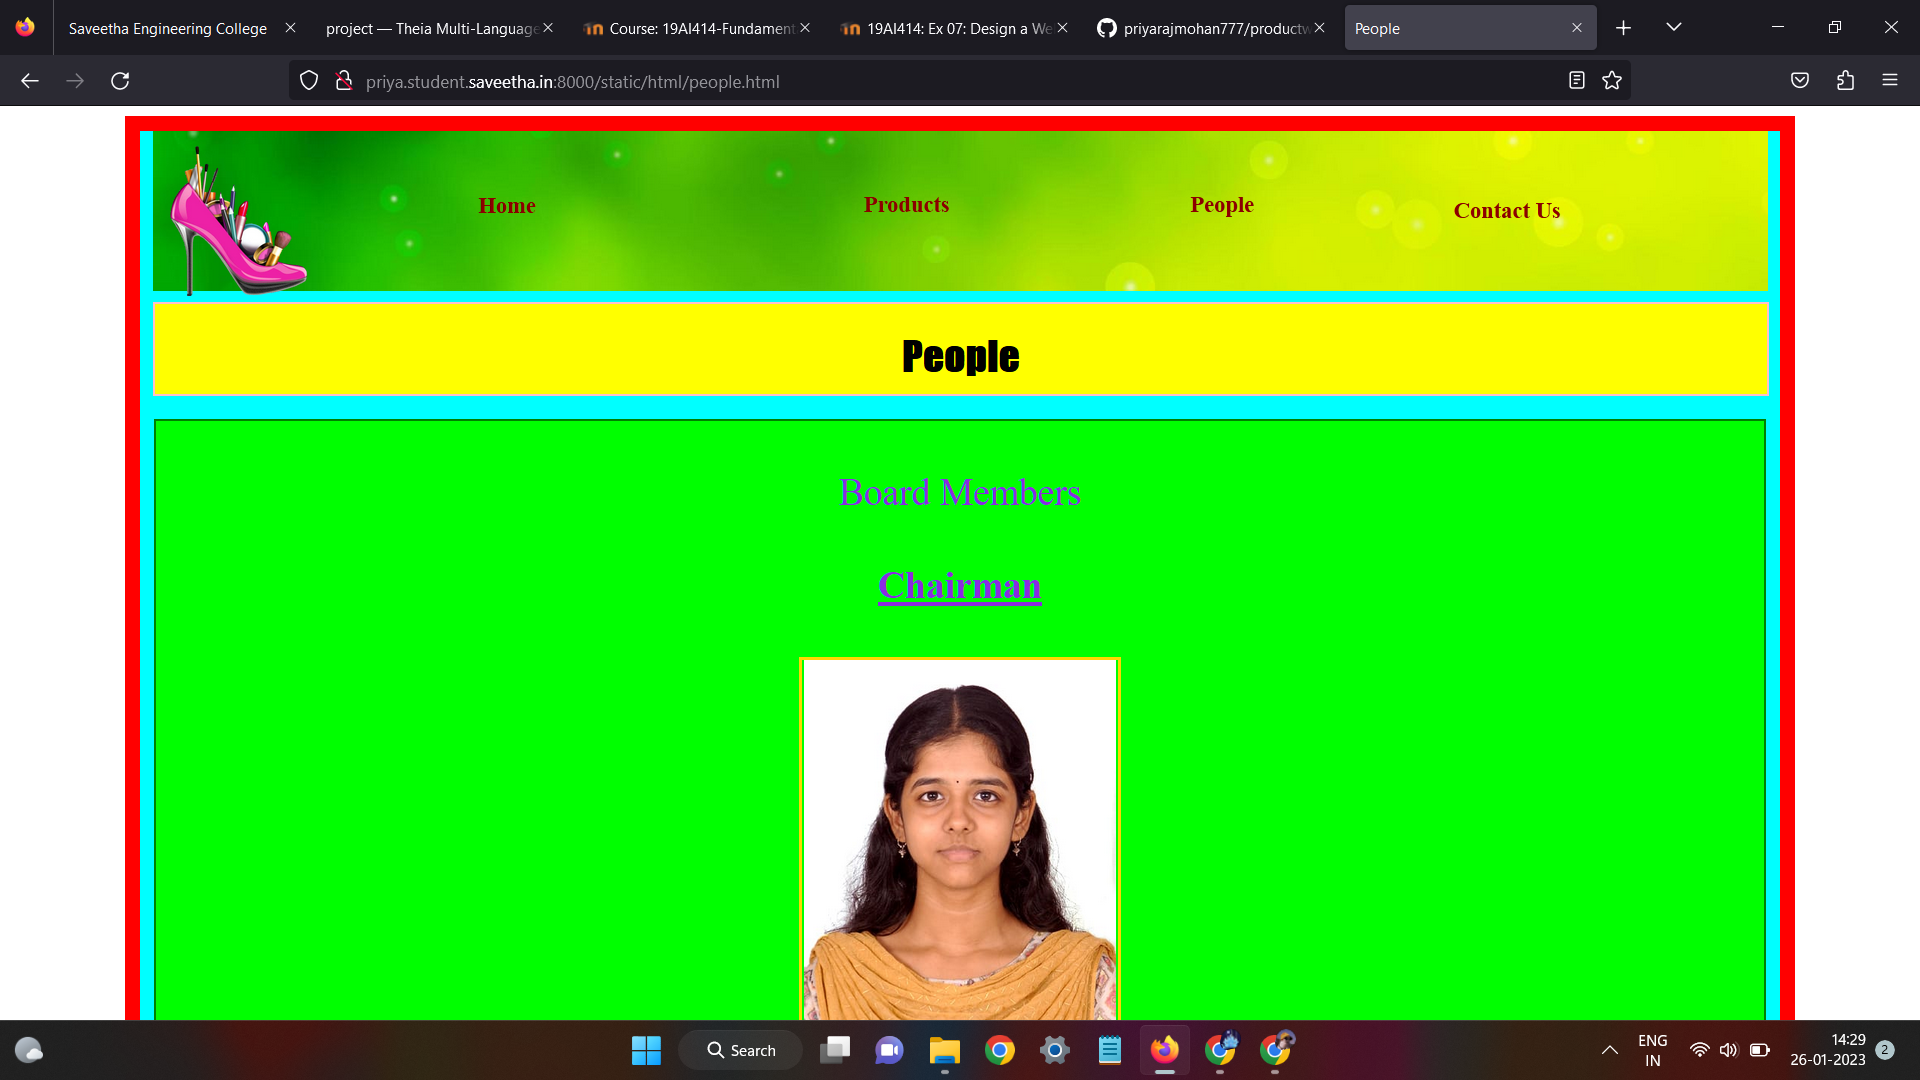 Saveetha Engineering College
project — Theia Multi-Language
Course: 19AI414-Fundament
19AI414: Ex 07: Design a We
priyarajmohan777/productw
People
priya.student.saveetha.in:8000/static/html/people.html
Home
Products
People
Contact Us
People
Board Members
Chairman
Search
ENG
IN
14:29
26-01-2023
2